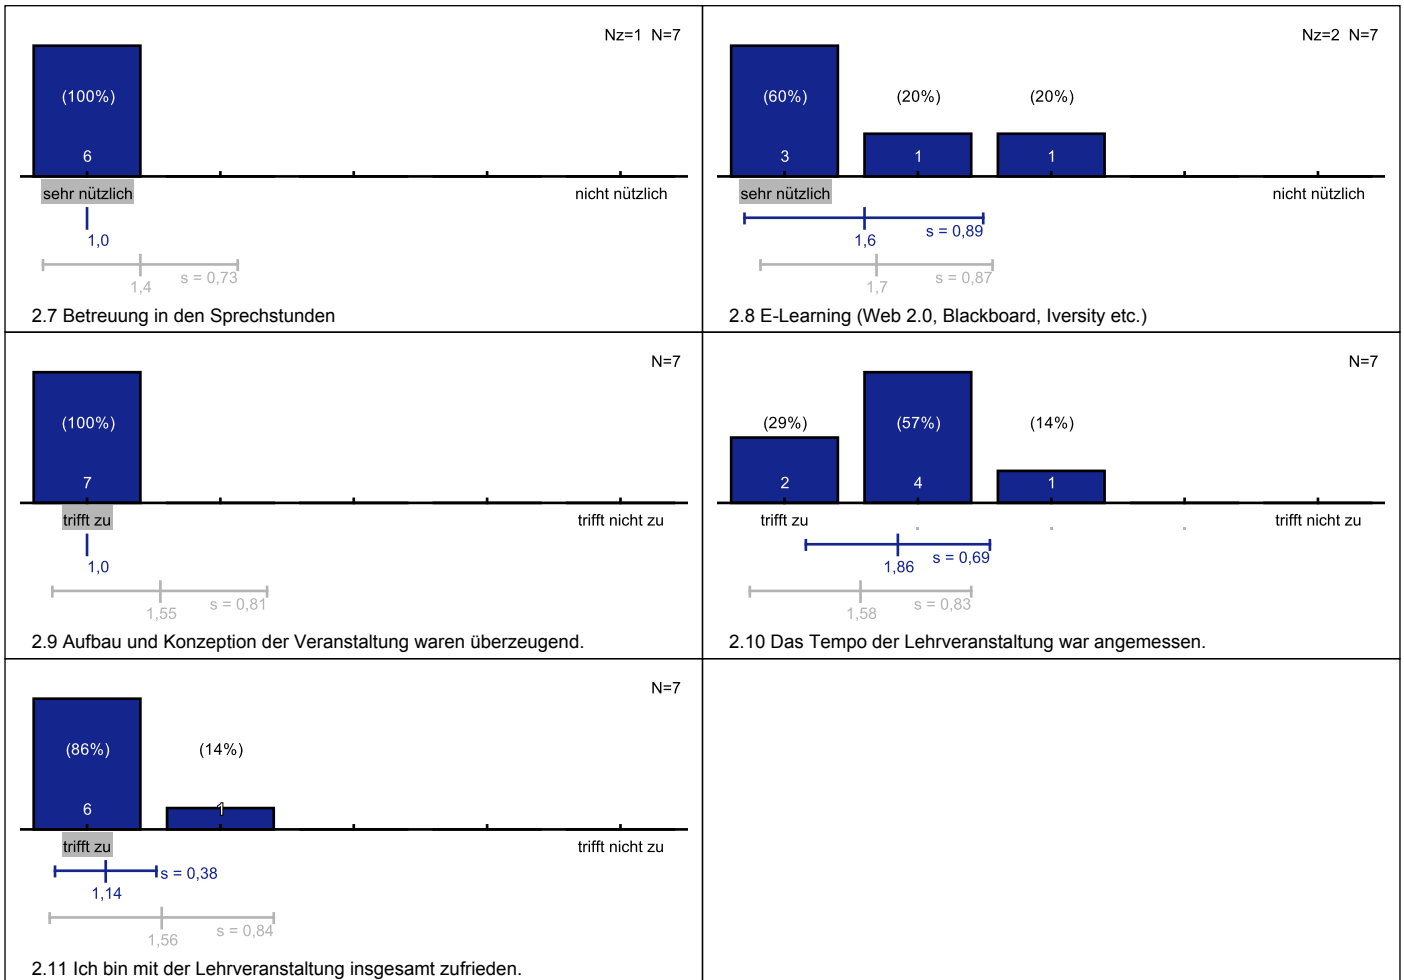 Nz=1 N=7
(100%)
6
sehr nützlich
nicht nützlich
1,0
s = 0,73
1,4
2.7 Betreuung in den Sprechstunden
Nz=2 N=7
(60%)
(20%)
(20%)
3
1
1
sehr nützlich
nicht nützlich
1,6
s = 0,89
1,7
s = 0,87
2.8 E-Learning (Web 2.0, Blackboard, Iversity etc.)
N=7
(100%)
7
trifft zu
trifft nicht zu
1,0
1,55
s = 0,81
2.9 Aufbau und Konzeption der Veranstaltung waren überzeugend.
N=7
(29%)
(57%)
(14%)
2
4
1
trifft zu
trifft nicht zu
1,86
s = 0,69
1,58
s = 0,83
2.10 Das Tempo der Lehrveranstaltung war angemessen.
N=7
(86%)
(14%)
6
1
trifft zu
trifft nicht zu
s = 0,38
1,14
s = 0,84
1,56
2.11 Ich bin mit der Lehrveranstaltung insgesamt zufrieden.